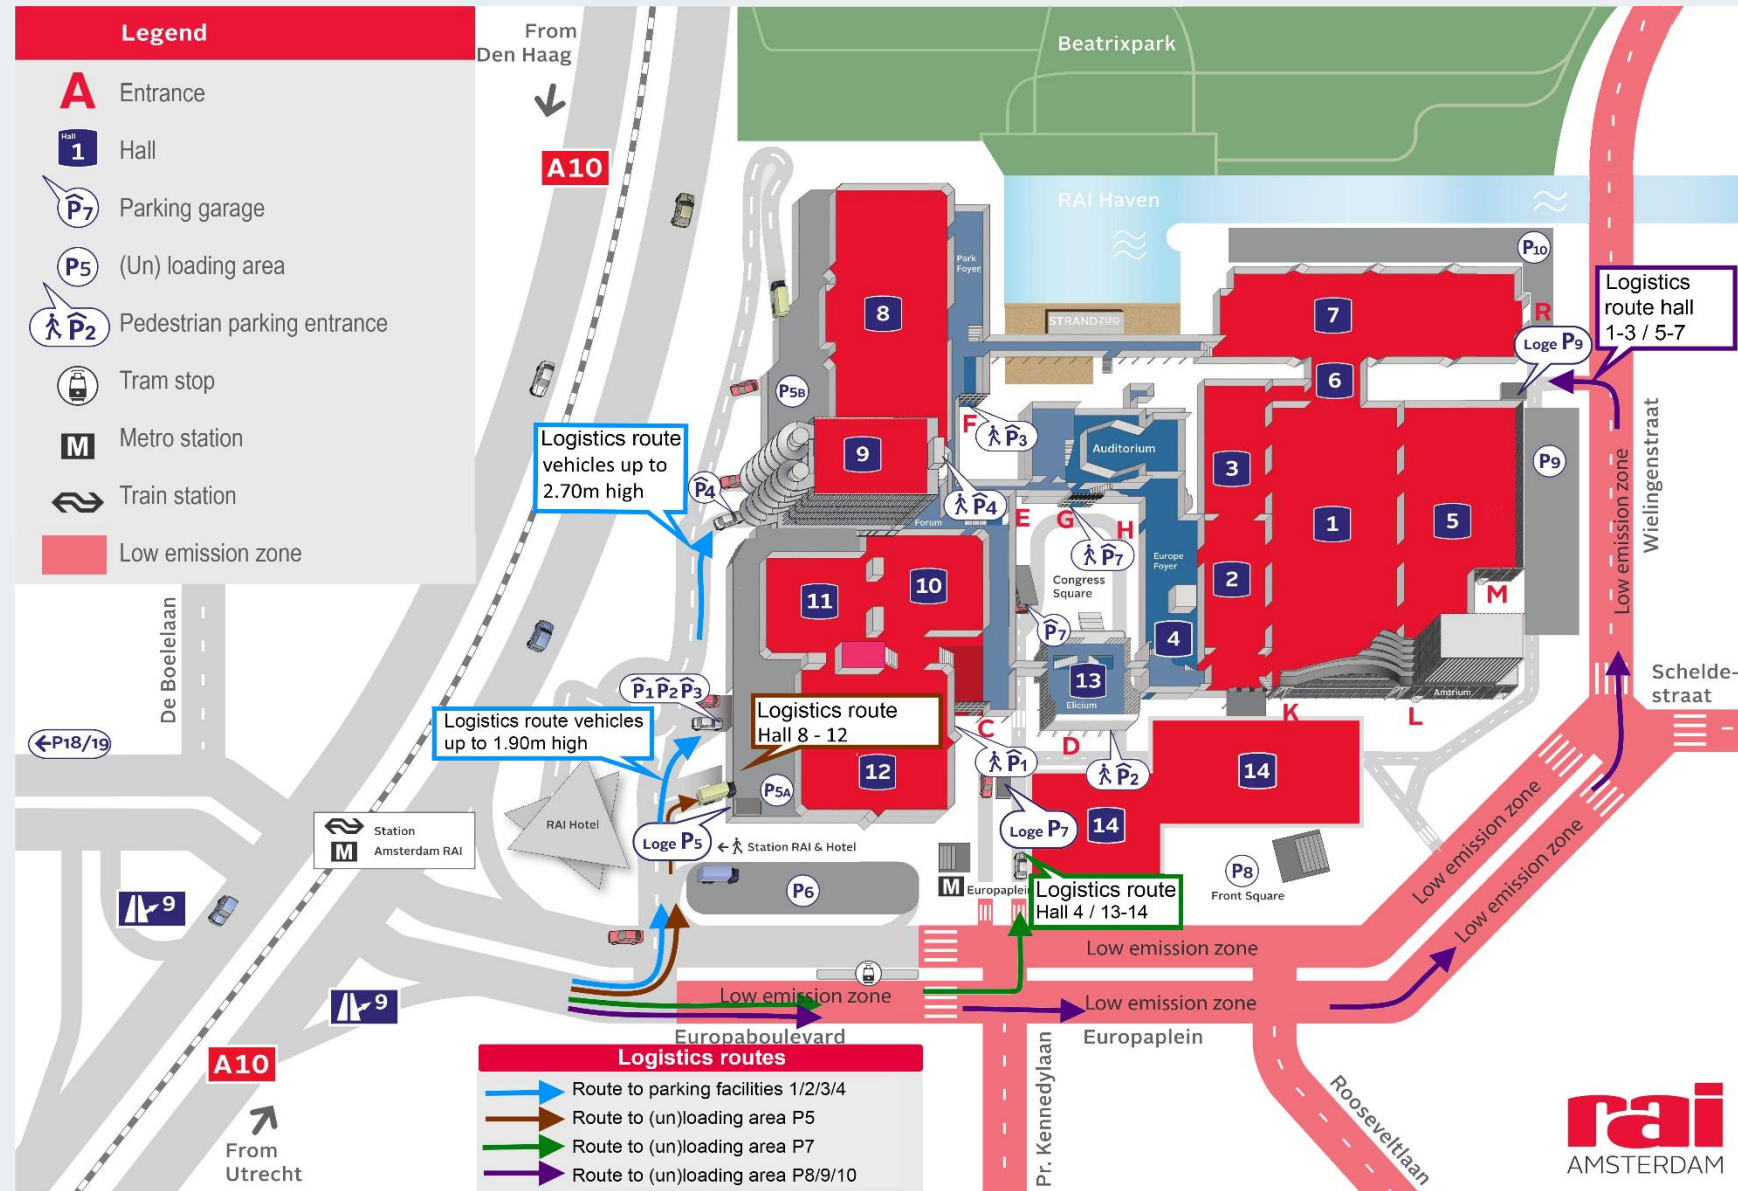 Legend
A Entrance
Hall
1 Hall
P7 Parking garage
P5 (Un) loading area
P2 Pedestrian parking entrance
Tram stop
M Metro station
Train station
Low emission zone
From
Den Haag
A10
Beatrixpark
RAI Haven
STRAND ZUID
Park
Foyer
8
P5B
7
P10
R
Logistics
route hall
1-3 / 5-7
Loge P9
6
F
P3
Auditorium
9
P4
P4
3
P9
Logistics route
vehicles up to
2.70m high
Forum
E
G
H
P7
1
5
M
Low emission zone
Wielingenstraat
Europe
Foyer
Congress
Square
11
10
2
M
P7
4
13
Elicium
Amtrium
De Boelelaan
P1 P2 P3
Logistics route vehicles
up to 1.90m high
Logistics route
Hall 8 - 12
C
D
K
L
Schelde-
straat
←P18/19
12
P1
P2
14
P5A
14
RAI Hotel
Station
M Amsterdam RAI
Loge P5
← Station RAI & Hotel
Loge P7
P8
Front Square
P6
M Europaplein
Logistics route
Hall 4 / 13-14
Low emission zone
Low emission zone
9
Low emission zone
9
Low emission zone
Low emission zone
Europaboulevard
Europaplein
A10
From
Utrecht
Pr. Kennedylaan
Rooseveltlaan
Logistics routes
Route to parking facilities 1/2/3/4
Route to (un)loading area P5
Route to (un)loading area P7
Route to (un)loading area P8/9/10
rai
AMSTERDAM